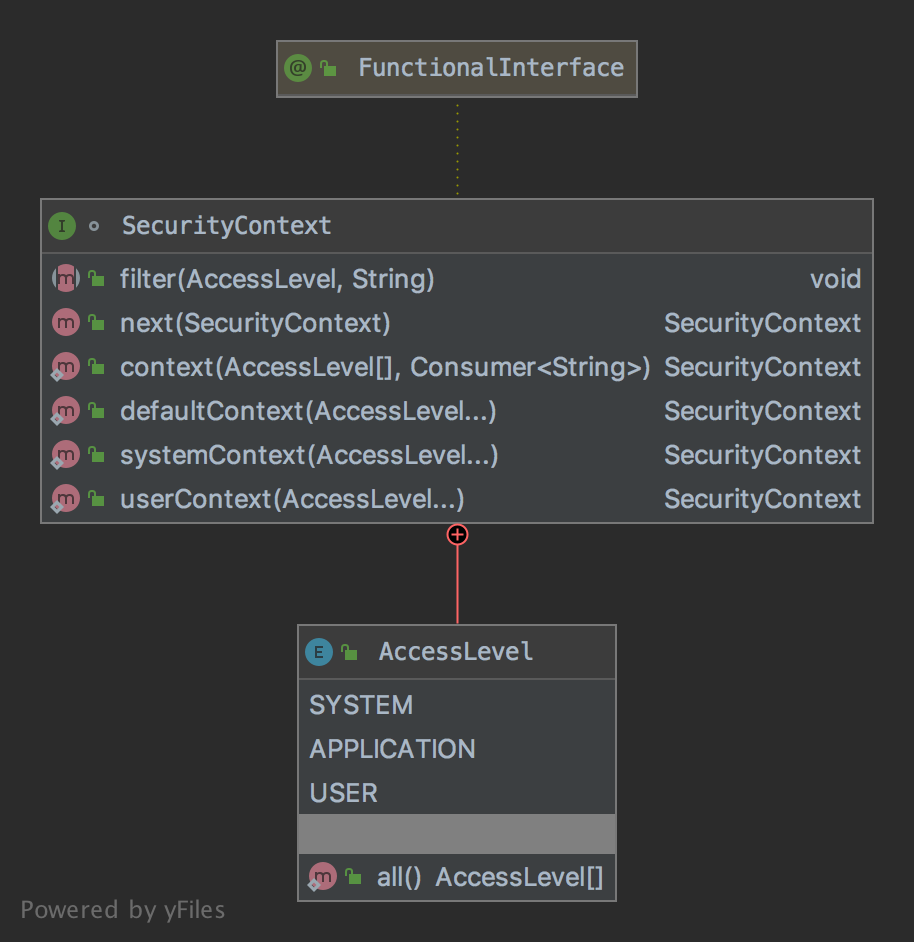 @ FunctionalInterface
I SecurityContext
m filter(AccessLevel, String) void
m next(SecurityContext) SecurityContext
m context(AccessLevel[], Consumer<String>) SecurityContext
m defaultContext(AccessLevel...) SecurityContext
m systemContext(AccessLevel...) SecurityContext
m userContext(AccessLevel...) SecurityContext
E AccessLevel
SYSTEM
APPLICATION
USER
m all() AccessLevel[]
Powered by yFiles